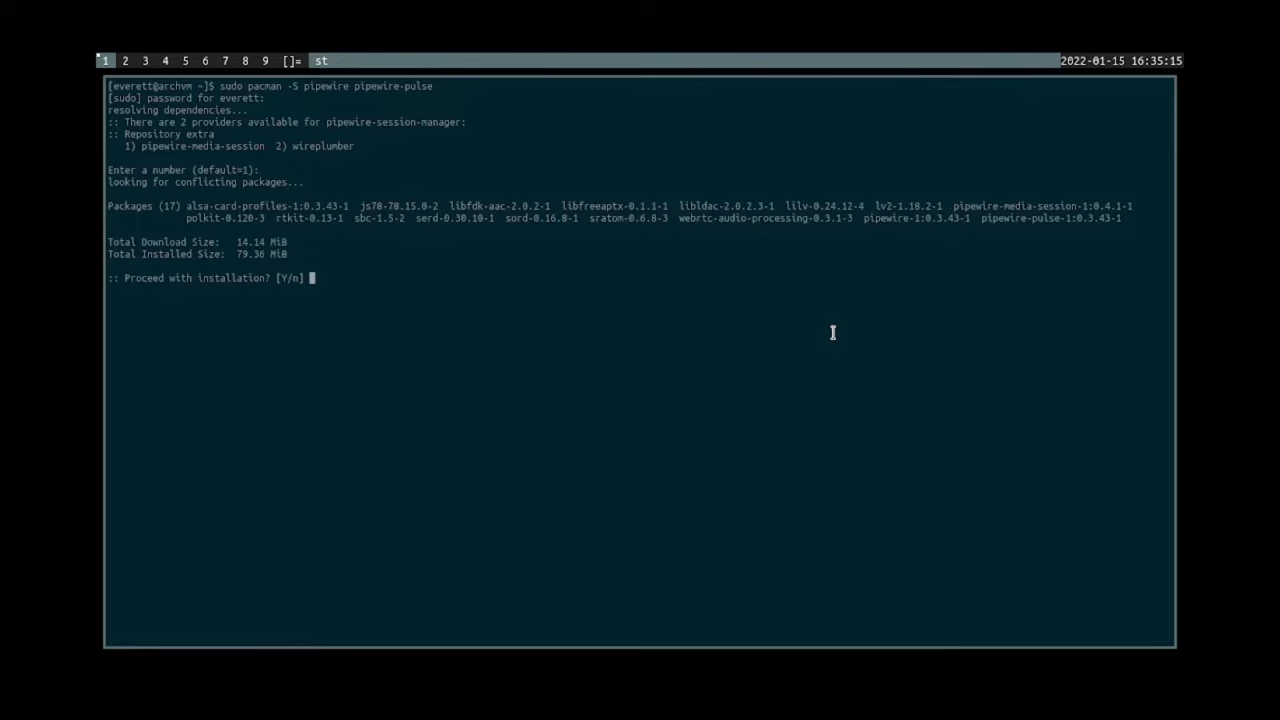 1 2 3 4 5 6 7 8 9 []= st 2022-01-15 16:35:15
[everett@archvm ~]$ sudo pacman -S pipewire pipewire-pulse
[sudo] password for everett:
resolving dependencies...
:: There are 2 providers available for pipewire-session-manager:
:: Repository extra
1) pipewire-media-session 2) wireplumber
Enter a number (default=1):
looking for conflicting packages...
Packages (17) alsa-card-profiles-1:0.3.43-1 js78-78.15.0-2 libfdk-aac-2.0.2-1 libfreeaptx-0.1.1-1 libldac-2.0.2.3-1 lilv-0.24.12-4 lv2-1.18.2-1 pipewire-media-session-1:0.4.1-1
polkit-0.120-3 rtkit-0.13-1 sbc-1.5-2 serd-0.30.10-1 sord-0.16.8-1 sratom-0.6.8-3 webrtc-audio-processing-0.3.1-3 pipewire-1:0.3.43-1 pipewire-pulse-1:0.3.43-1
Total Download Size: 14.14 MiB
Total Installed Size: 79.36 MiB
:: Proceed with installation? [Y/n]